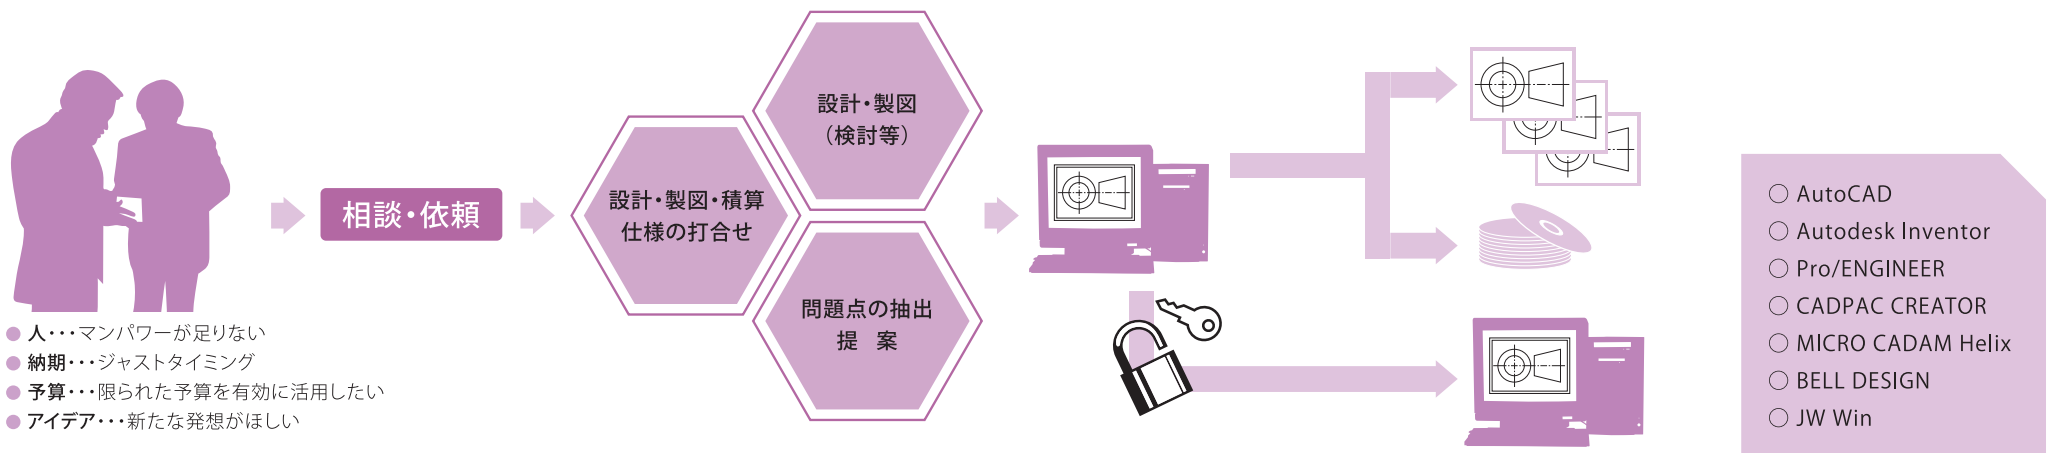 人・・・マンパワーが足りない
納期・・・ジャストタイミング
予算・・・限られた予算を有効に活用したい
アイデア・・・新たな発想がほしい
相談・依頼
設計・製図・積算
仕様の打合せ
設計・製図
（検討等）
問題点の抽出
提　案
○ AutoCAD
○ Autodesk Inventor
○ Pro/ENGINEER
○ CADPAC CREATOR
○ MICRO CADAM Helix
○ BELL DESIGN
○ JW Win